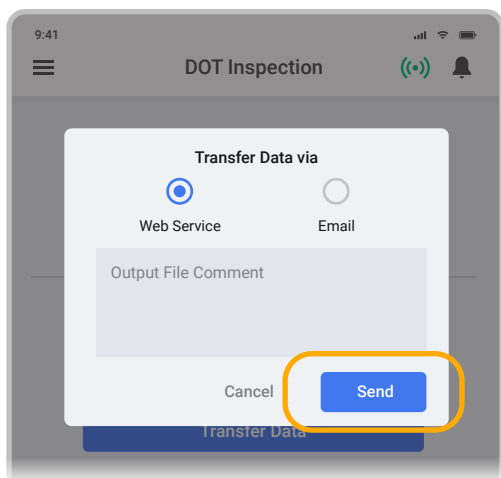 9:41
DOT Inspection
Transfer Data via
Web Service Email
Output File Comment
Cancel Send
Transfer Data